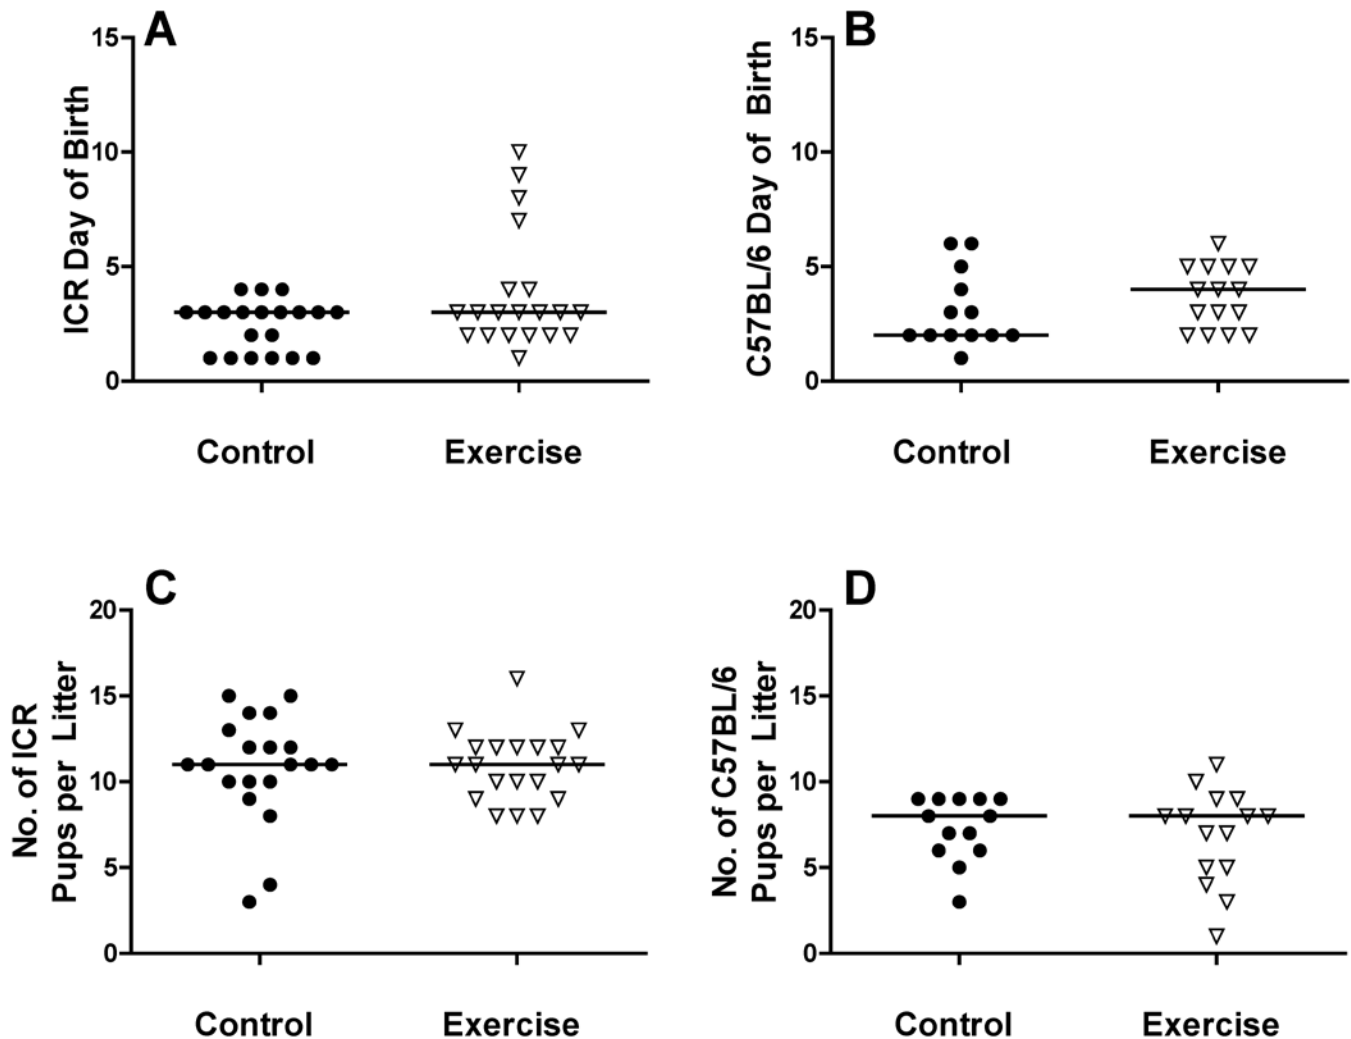 A
ICR Day of Birth
15
10
5
0
Control Exercise
B
C57BL/6 Day of Birth
15
10
5
0
Control Exercise
C
No. of ICR
Pups per Litter
20
15
10
5
0
Control Exercise
D
No. of C57BL/6
Pups per Litter
20
15
10
5
0
Control Exercise